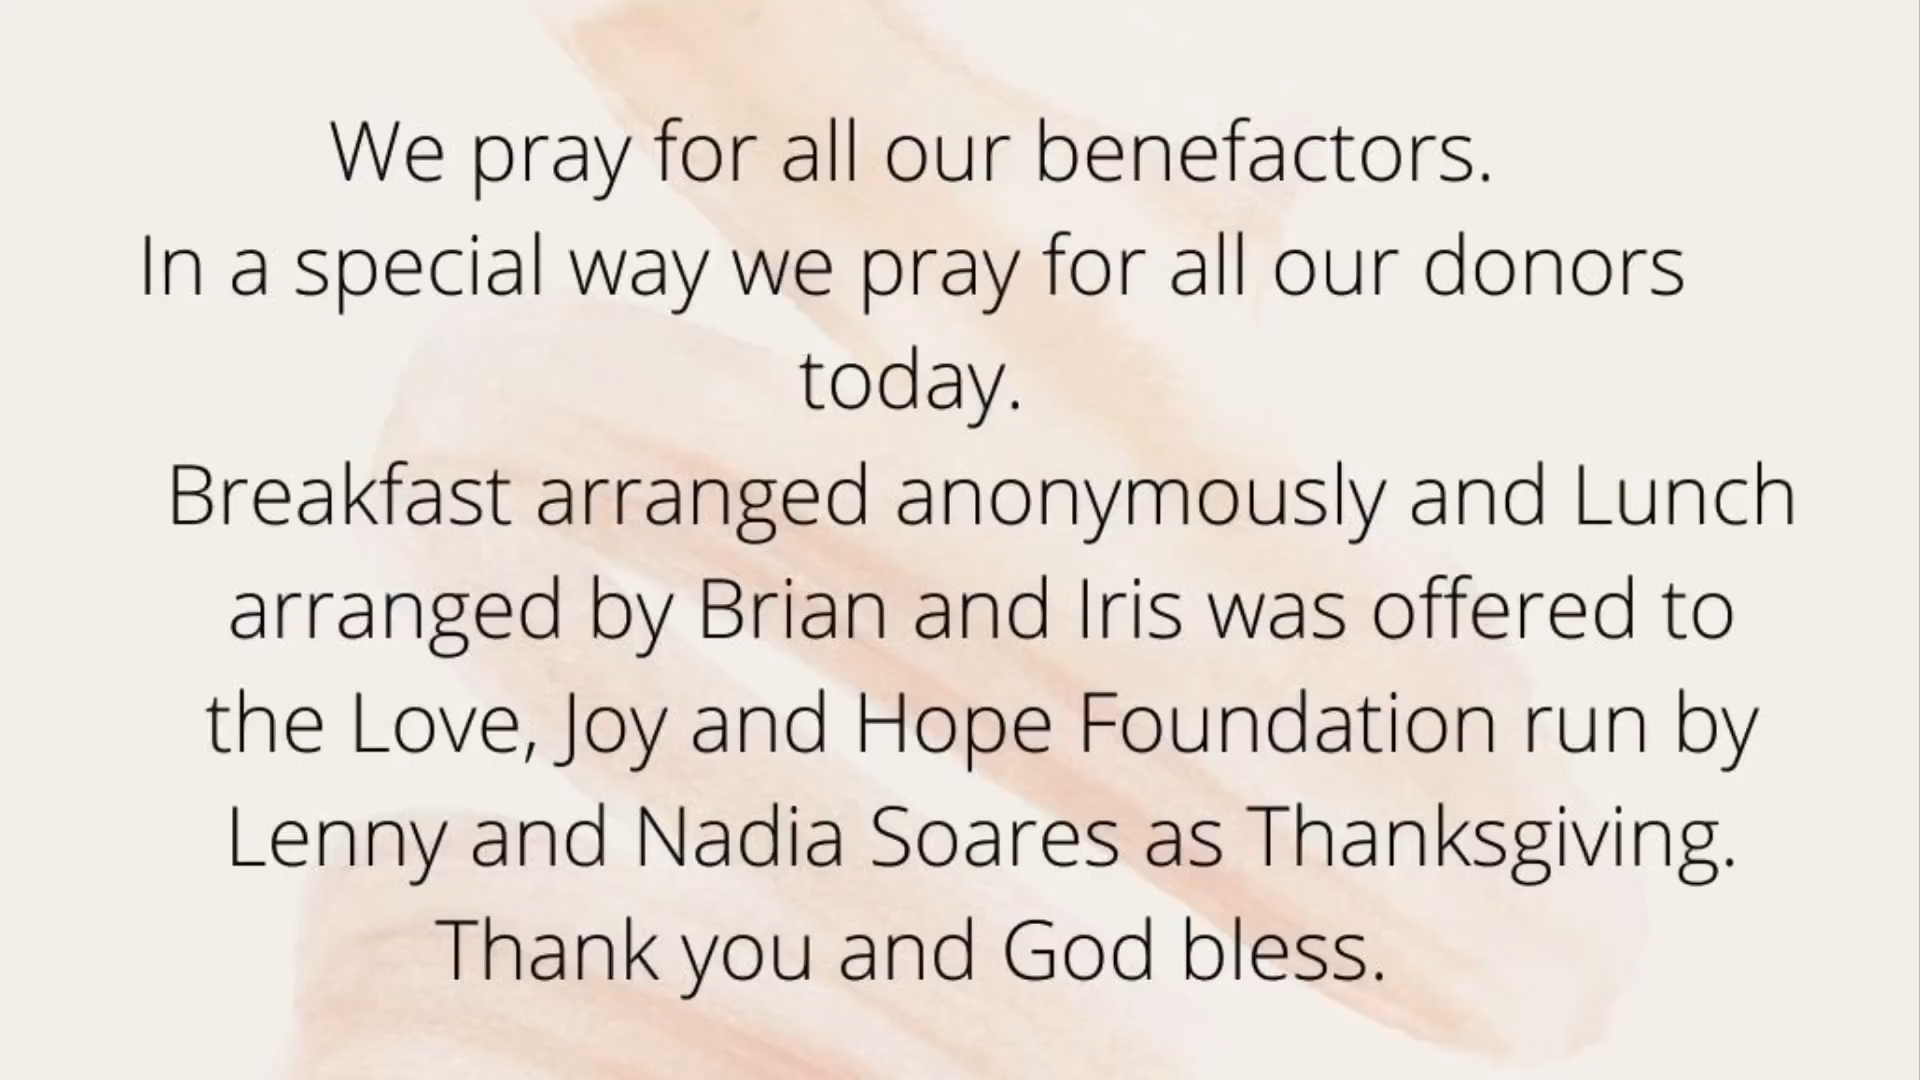 We pray for all our benefactors.
In a special way we pray for all our donors
today.
Breakfast arranged anonymously and Lunch
arranged by Brian and Iris was offered to
the Love, Joy and Hope Foundation run by
Lenny and Nadia Soares as Thanksgiving.
Thank you and God bless.